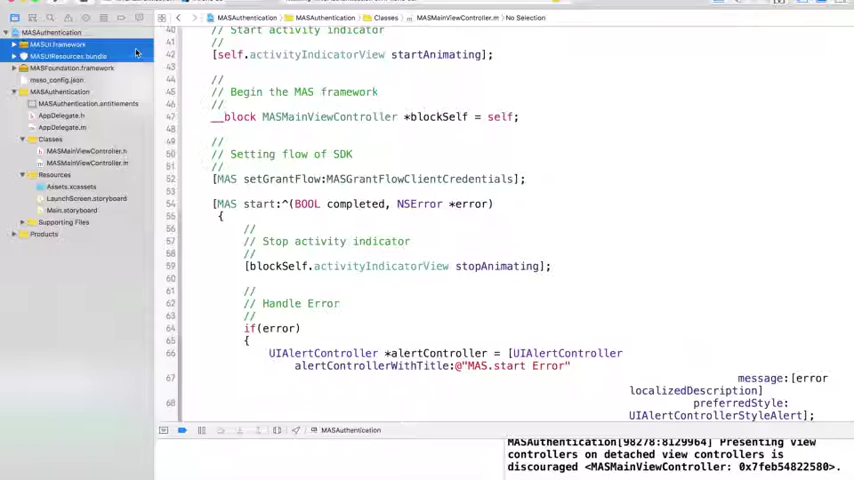 MASAuthentication
MASUI.framework
MASUIResources.bundle
MASFoundation.framework
msso_config.json
MASAuthentication
MASAuthentication.entitlements
AppDelegate.h
AppDelegate.m
Classes
MASMainViewController.h
MASMainViewController.m
Resources
Assets.xcassets
LaunchScreen.storyboard
Main.storyboard
Supporting Files
Products
MASAuthentication MASAuthentication Classes MASMainViewController.m No Selection
40 // Start activity indicator
41 //
42 [self.activityIndicatorView startAnimating];
43
44 //
45 // Begin the MAS framework
46 //
47 __block MASMainViewController *blockSelf = self;
48
49 //
50 // Setting flow of SDK
51 //
52 [MAS setGrantFlow:MASGrantFlowClientCredentials];
53
54 [MAS start:^(BOOL completed, NSError *error)
55 {
56 //
57 // Stop activity indicator
58 //
59 [blockSelf.activityIndicatorView stopAnimating];
60
61 //
62 // Handle Error
63 //
64 if(error)
65 {
66 UIAlertController *alertController = [UIAlertController
alertControllerWithTitle:@"MAS.start Error"
67 message:[error
localizedDescription]
68 preferredStyle:
UIAlertControllerStyleAlert];
MASAuthentication
MASAuthentication[98278:8129964] Presenting view
controllers on detached view controllers is
discouraged <MASMainViewController: 0x7feb54822580>.